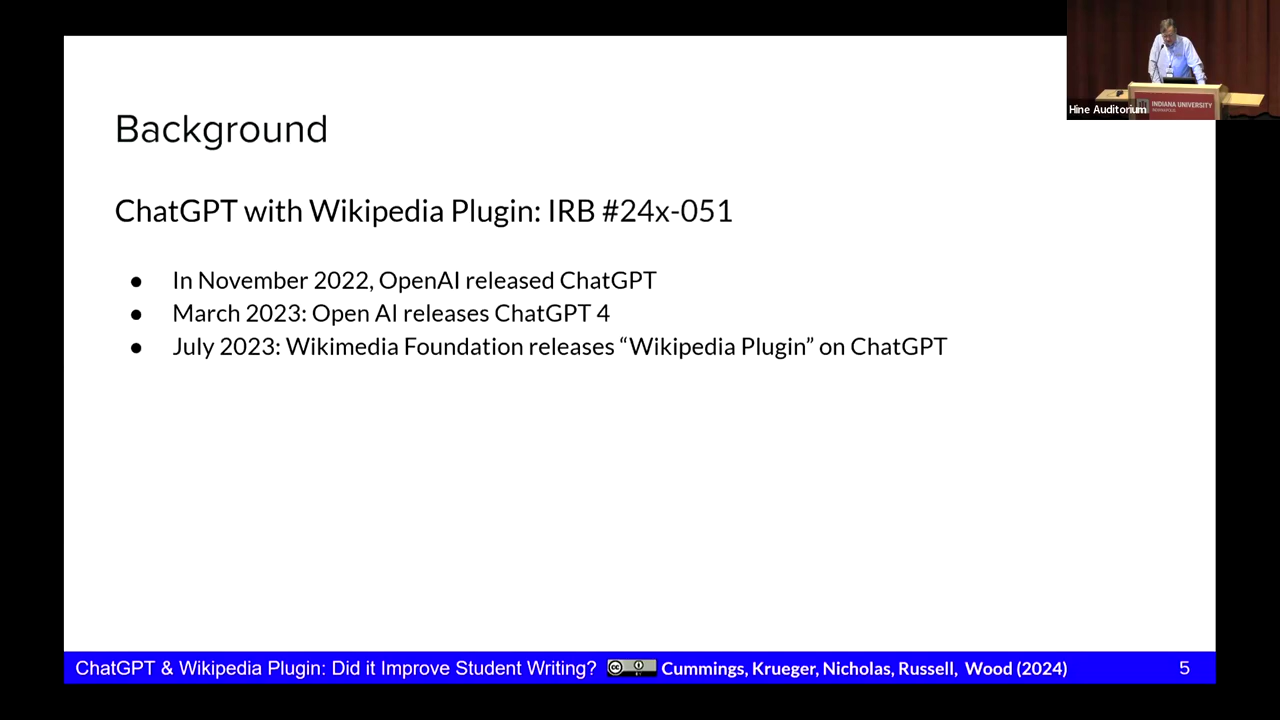 Background
ChatGPT with Wikipedia Plugin: IRB #24x-051
● In November 2022, OpenAI released ChatGPT
● March 2023: Open AI releases ChatGPT 4
● July 2023: Wikimedia Foundation releases “Wikipedia Plugin” on ChatGPT
Hine Auditorium
INDIANA UNIVERSITY
INDIANAPOLIS
ChatGPT & Wikipedia Plugin: Did it Improve Student Writing? cc Cummings, Krueger, Nicholas, Russell, Wood (2024) 5